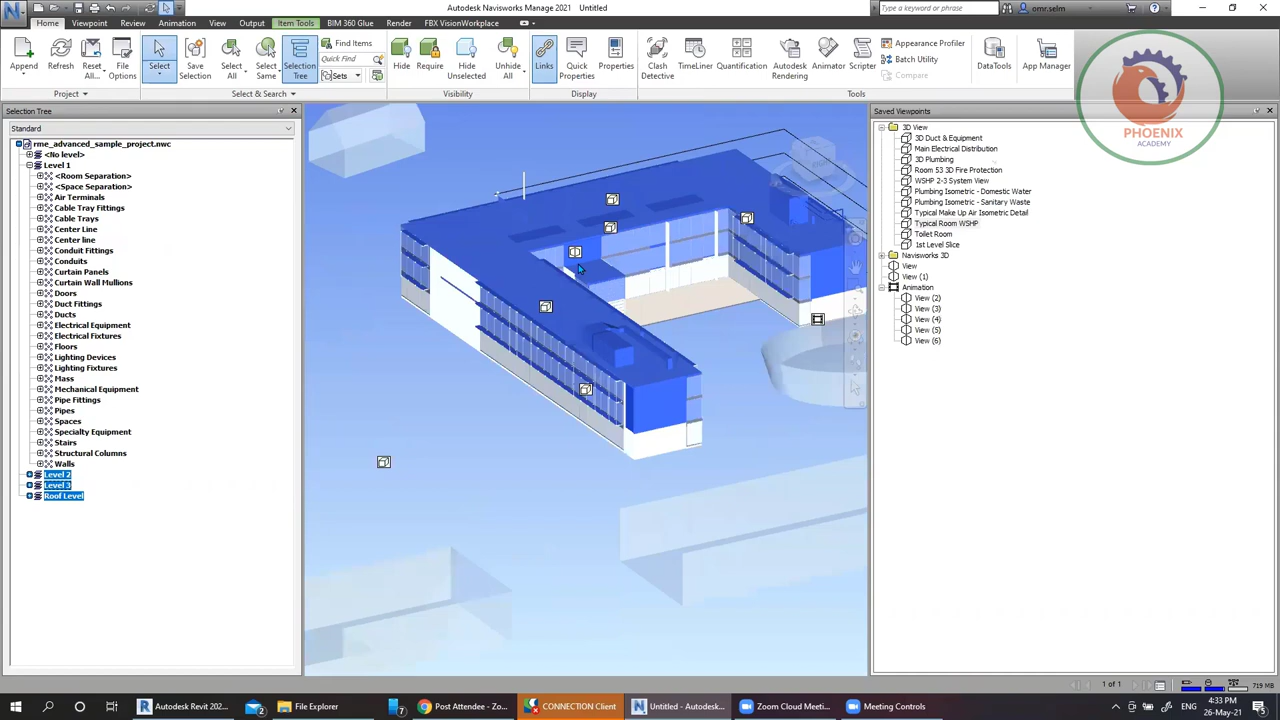 Autodesk Navisworks Manage 2021 Untitled
Type a keyword or phrase
omr.selm
Home Viewpoint Review Animation View Output Item Tools BIM 360 Glue Render FBX VisionWorkplace
Append
Refresh
Reset All...
File Options
Project
Select
Save Selection
Select All
Select Same
Selection Tree
Find Items
Quick Find
Sets
Select & Search
Hide
Require
Hide Unselected
Unhide All
Visibility
Links
Quick Properties
Properties
Display
Clash Detective
TimeLiner
Quantification
Autodesk Rendering
Animator
Scripter
Appearance Profiler
Batch Utility
Compare
Tools
DataTools
App Manager
PHOENIX
ACADEMY
Selection Tree
Standard
rme_advanced_sample_project.nwc
<No level>
Level 1
<Room Separation>
<Space Separation>
Air Terminals
Cable Tray Fittings
Cable Trays
Center Line
Center line
Conduit Fittings
Conduits
Curtain Panels
Curtain Wall Mullions
Doors
Duct Fittings
Ducts
Electrical Equipment
Electrical Fixtures
Floors
Lighting Devices
Lighting Fixtures
Mass
Mechanical Equipment
Pipe Fittings
Pipes
Spaces
Specialty Equipment
Stairs
Structural Columns
Walls
Level 2
Level 3
Roof Level
Saved Viewpoints
3D View
3D Duct & Equipment
Main Electrical Distribution
3D Plumbing
Room 53 3D Fire Protection
WSHP 2-3 System View
Plumbing Isometric - Domestic Water
Plumbing Isometric - Sanitary Waste
Typical Make Up Air Isometric Detail
Typical Room WSHP
Toilet Room
1st Level Slice
Navisworks 3D
View
View (1)
Animation
View (2)
View (3)
View (4)
View (5)
View (6)
1 of 1
719 MB
Autodesk Revit 202...
2
File Explorer
7
Post Attendee - Zo...
CONNECTION Client
Untitled - Autodesk...
Zoom Cloud Meeti...
Meeting Controls
4:33 PM
26-May-21